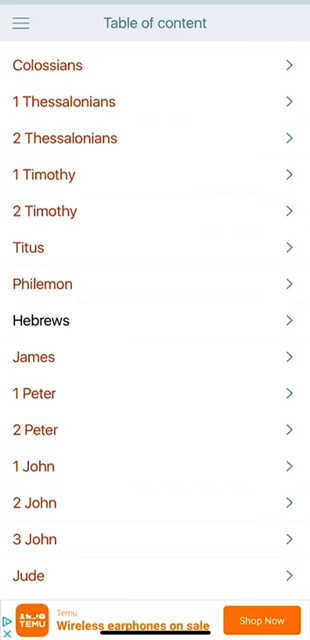 Table of content
Colossians
1 Thessalonians
2 Thessalonians
1 Timothy
2 Timothy
Titus
Philemon
Hebrews
James
1 Peter
2 Peter
1 John
2 John
3 John
Jude
TEMU
Temu
Wireless earphones on sale
Shop Now